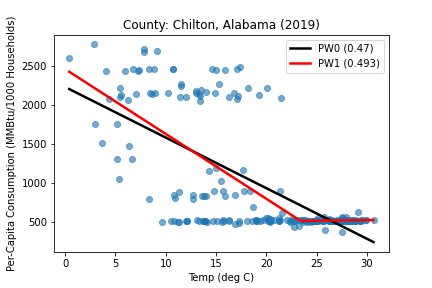 County: Chilton, Alabama (2019)
PW0 (0.47)
PW1 (0.493)
Per-Capita Consumption (MMBtu/1000 Households)
2500
2000
1500
1000
500
0
5
10
15
20
25
30
Temp (deg C)